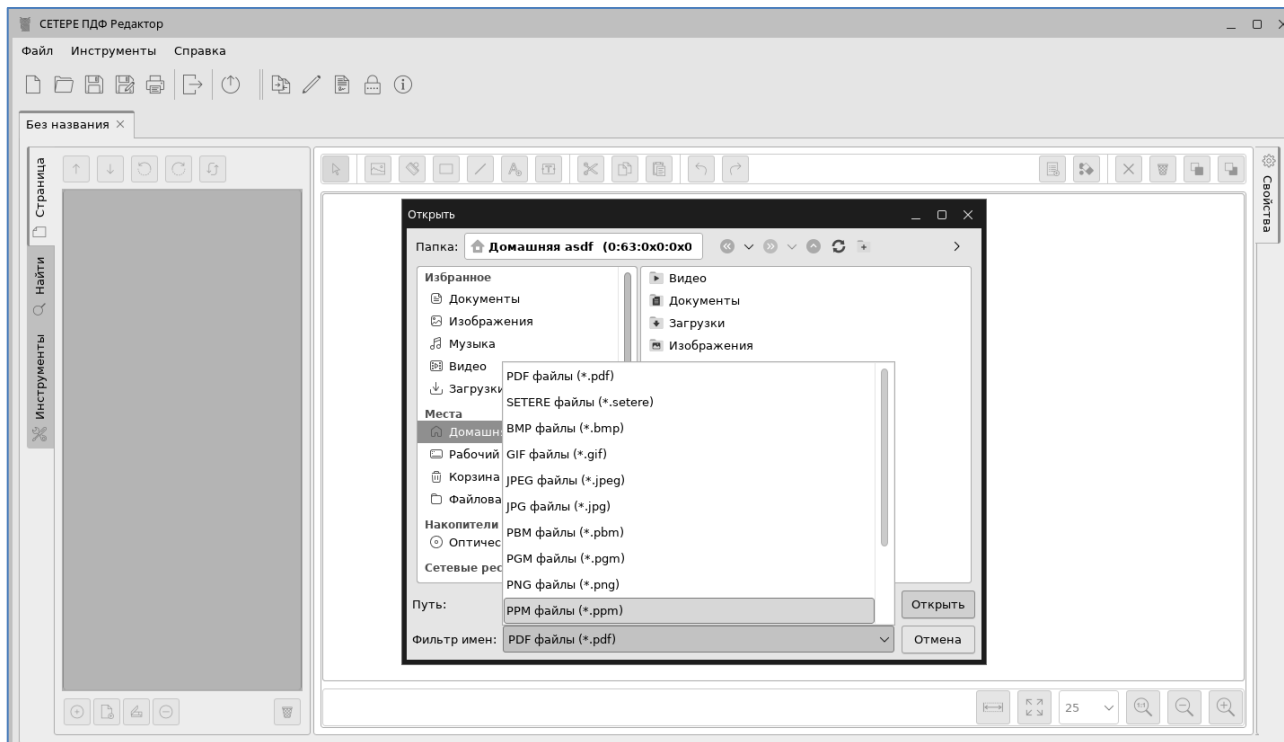 СЕТЕРЕ ПДФ Редактор
Файл Инструменты Справка
Без названия
Страница
Найти
Инструменты
Свойства
Открыть
Папка: Домашняя asdf (0:63:0x0:0x0
Избранное
Документы
Изображения
Музыка
Видео
Загрузки
Места
Домашн
Рабочий
Корзина
Файлова
Накопители
Оптичес
Сетевые рес
Видео
Документы
Загрузки
Изображения
PDF файлы (*.pdf)
SETERE файлы (*.setere)
BMP файлы (*.bmp)
GIF файлы (*.gif)
JPEG файлы (*.jpeg)
JPG файлы (*.jpg)
PBM файлы (*.pbm)
PGM файлы (*.pgm)
PNG файлы (*.png)
PPM файлы (*.ppm)
Путь: Открыть
Фильтр имен: PDF файлы (*.pdf) Отмена
25